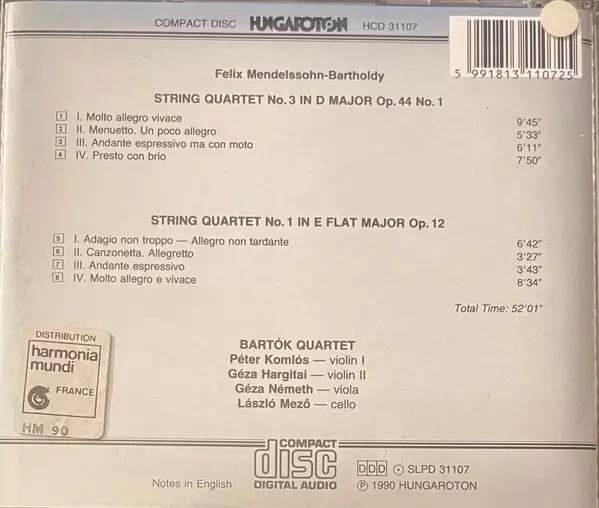 COMPACT DISC HUNGAROTON HCD 31107
5 991813 110725
Felix Mendelssohn-Bartholdy
STRING QUARTET No. 3 IN D MAJOR Op. 44 No. 1
1 I. Molto allegro vivace 9'45"
2 II. Menuetto. Un poco allegro 5'33"
3 III. Andante espressivo ma con moto 6'11"
4 IV. Presto con brio 7'50"
STRING QUARTET No. 1 IN E FLAT MAJOR Op. 12
5 I. Adagio non troppo — Allegro non tardante 6'42"
6 II. Canzonetta. Allegretto 3'27"
7 III. Andante espressivo 3'43"
8 IV. Molto allegro e vivace 8'34"
Total Time: 52'01"
DISTRIBUTION
harmonia
mundi
FRANCE
HM 90
BARTÓK QUARTET
Péter Komlós — violin I
Géza Hargitai — violin II
Géza Németh — viola
László Mező — cello
COMPACT
disc
DIGITAL AUDIO
Notes in English
DDD SLPD 31107
℗ 1990 HUNGAROTON